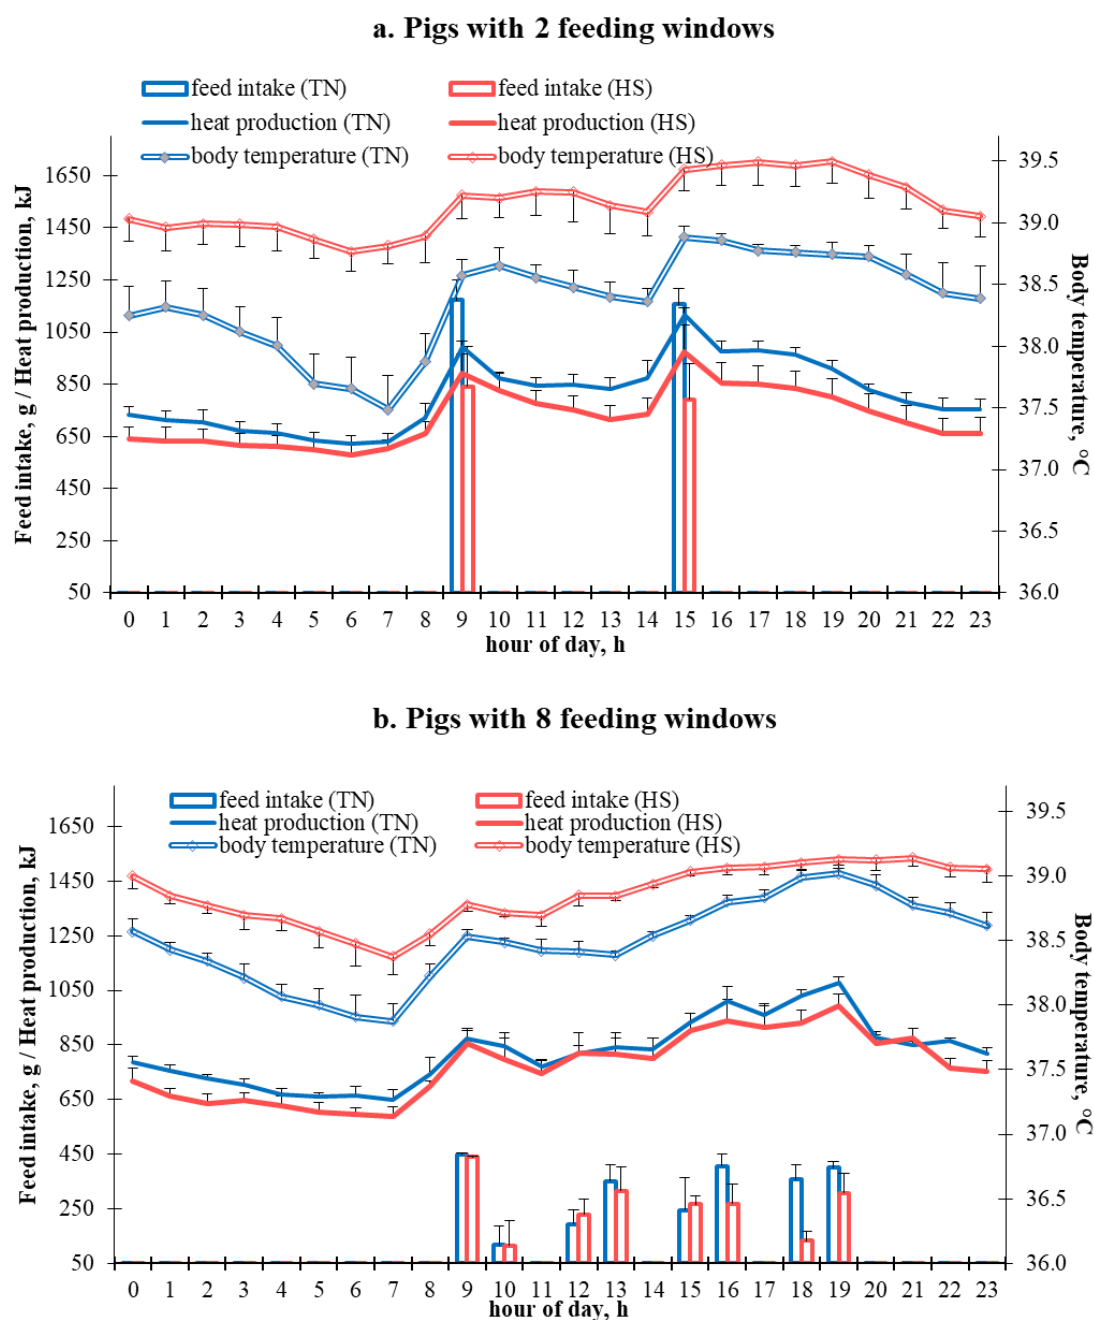 a. Pigs with 2 feeding windows
feed intake (TN) feed intake (HS)
heat production (TN) heat production (HS)
body temperature (TN) body temperature (HS)
Feed intake, g / Heat production, kJ
1650
1450
1250
1050
850
650
450
250
50
39.5
39.0
38.5
38.0
37.5
37.0
36.5
36.0
Body temperature, °C
0 1 2 3 4 5 6 7 8 9 10 11 12 13 14 15 16 17 18 19 20 21 22 23
hour of day, h
b. Pigs with 8 feeding windows
feed intake (TN) feed intake (HS)
heat production (TN) heat production (HS)
body temperature (TN) body temperature (HS)
Feed intake, g / Heat production, kJ
1650
1450
1250
1050
850
650
450
250
50
39.5
39.0
38.5
38.0
37.5
37.0
36.5
36.0
Body temperature, °C
0 1 2 3 4 5 6 7 8 9 10 11 12 13 14 15 16 17 18 19 20 21 22 23
hour of day, h